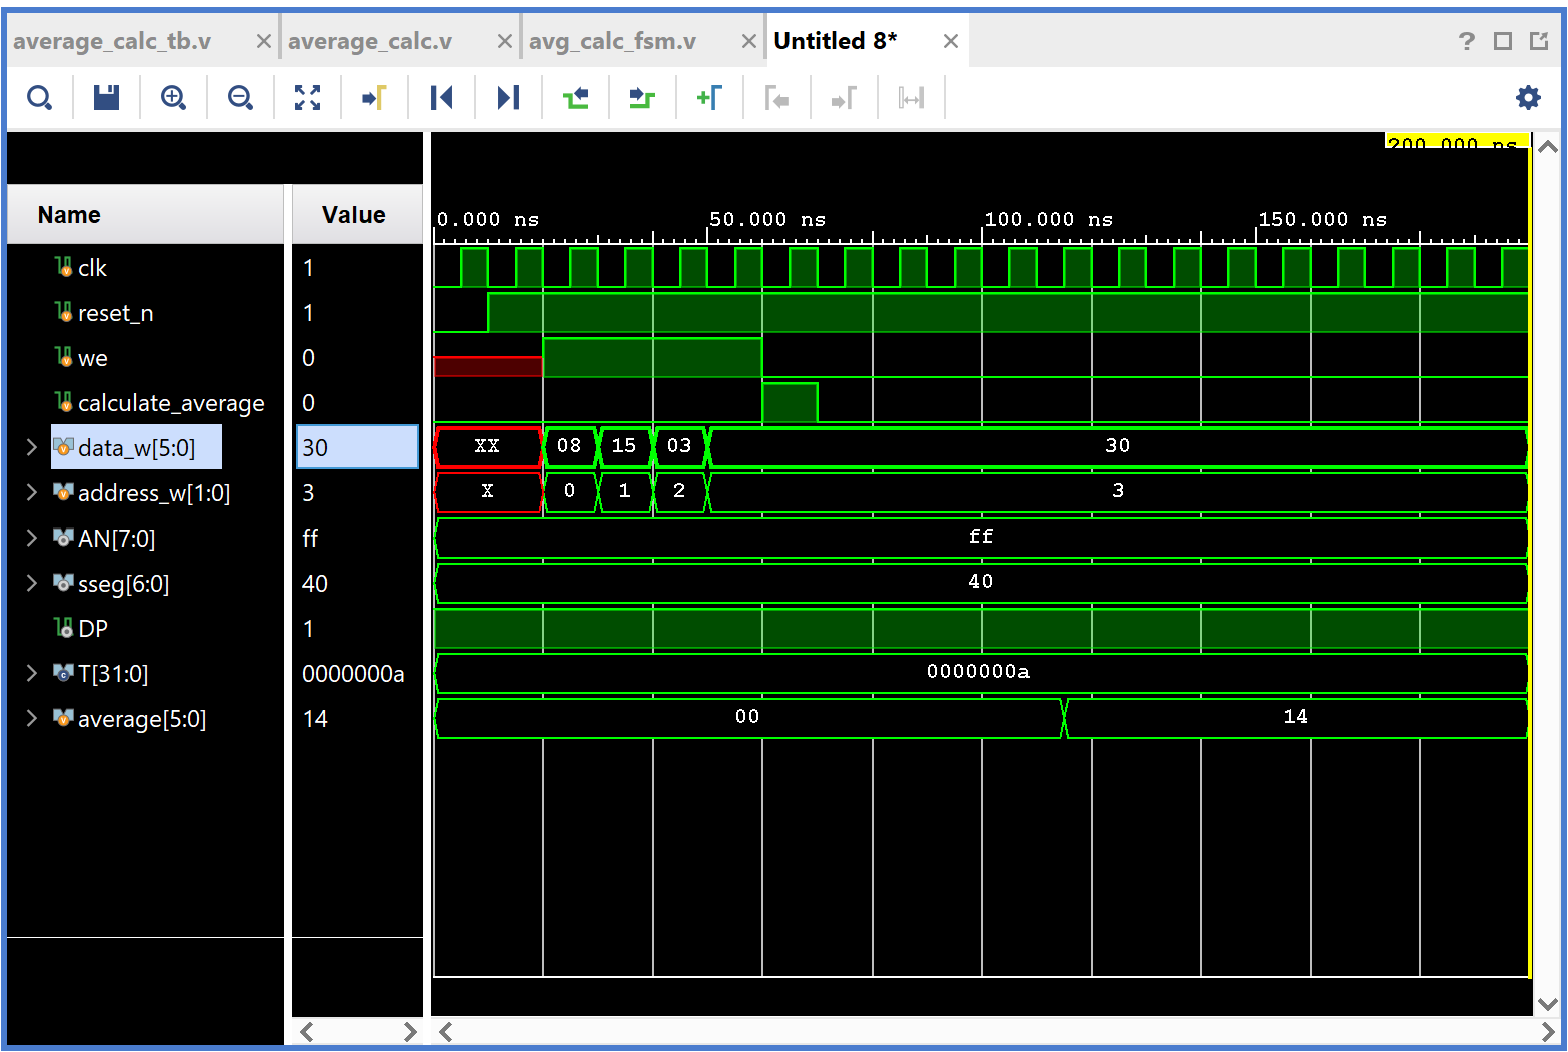 average_calc_tb.v × average_calc.v × avg_calc_fsm.v × Untitled 8* ×
?
200.000 ns
Name Value
0.000 ns 50.000 ns 100.000 ns 150.000 ns
clk 1
reset_n 1
we 0
calculate_average 0
data_w[5:0] 30 XX 08 15 03 30
address_w[1:0] 3 X 0 1 2 3
AN[7:0] ff ff
sseg[6:0] 40 40
DP 1
T[31:0] 0000000a 0000000a
average[5:0] 14 00 14